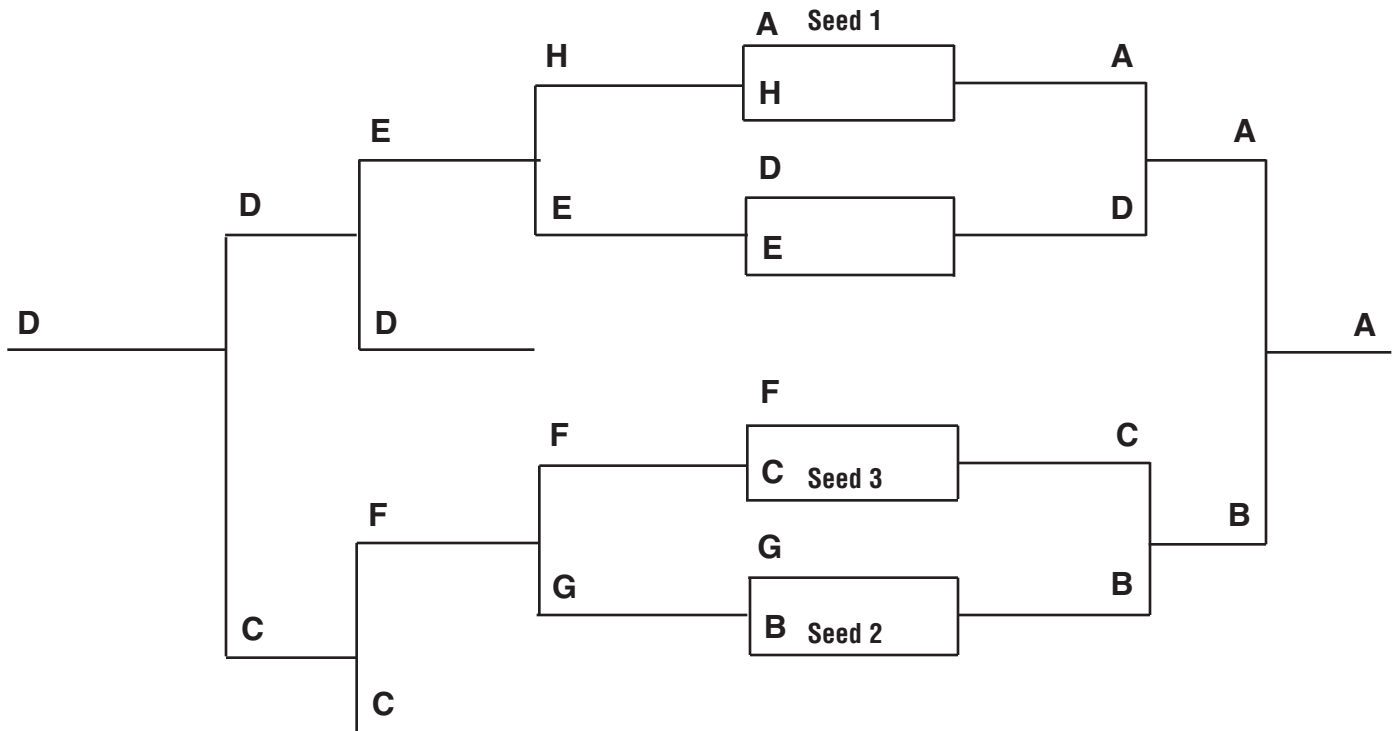 A Seed 1
H A
H
E A
D
D E D
E
D D A
F
F C
C Seed 3
F B
G
G B
C B Seed 2
C